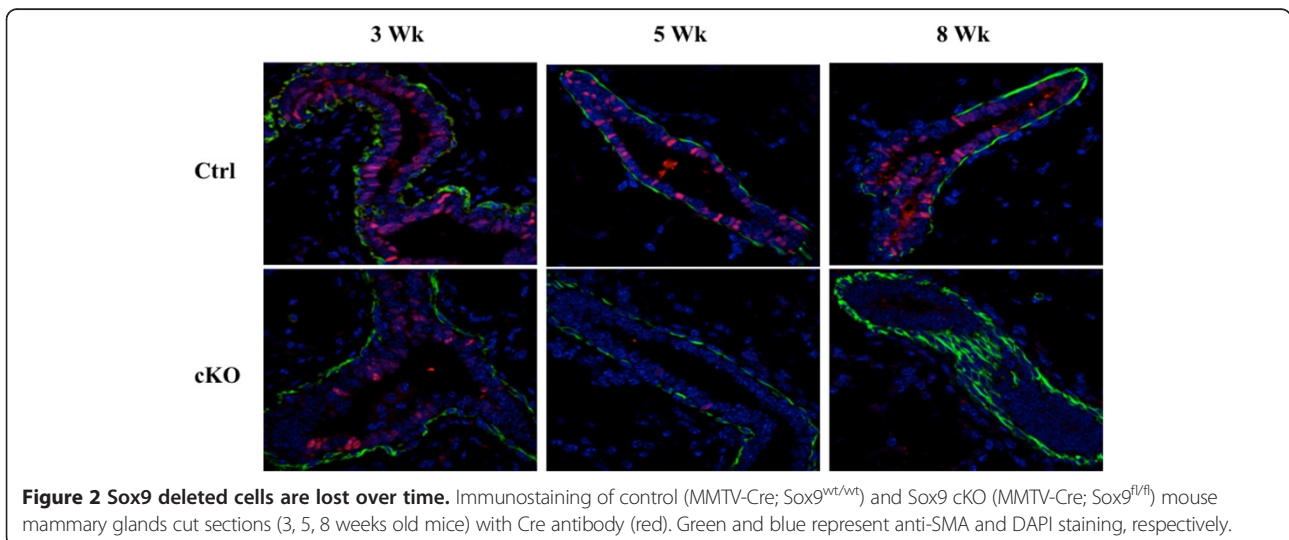 3 Wk 5 Wk 8 Wk
Ctrl
cKO
Figure 2 Sox9 deleted cells are lost over time. Immunostaining of control (MMTV-Cre; Sox9wt/wt) and Sox9 cKO (MMTV-Cre; Sox9fl/fl) mouse
mammary glands cut sections (3, 5, 8 weeks old mice) with Cre antibody (red). Green and blue represent anti-SMA and DAPI staining, respectively.